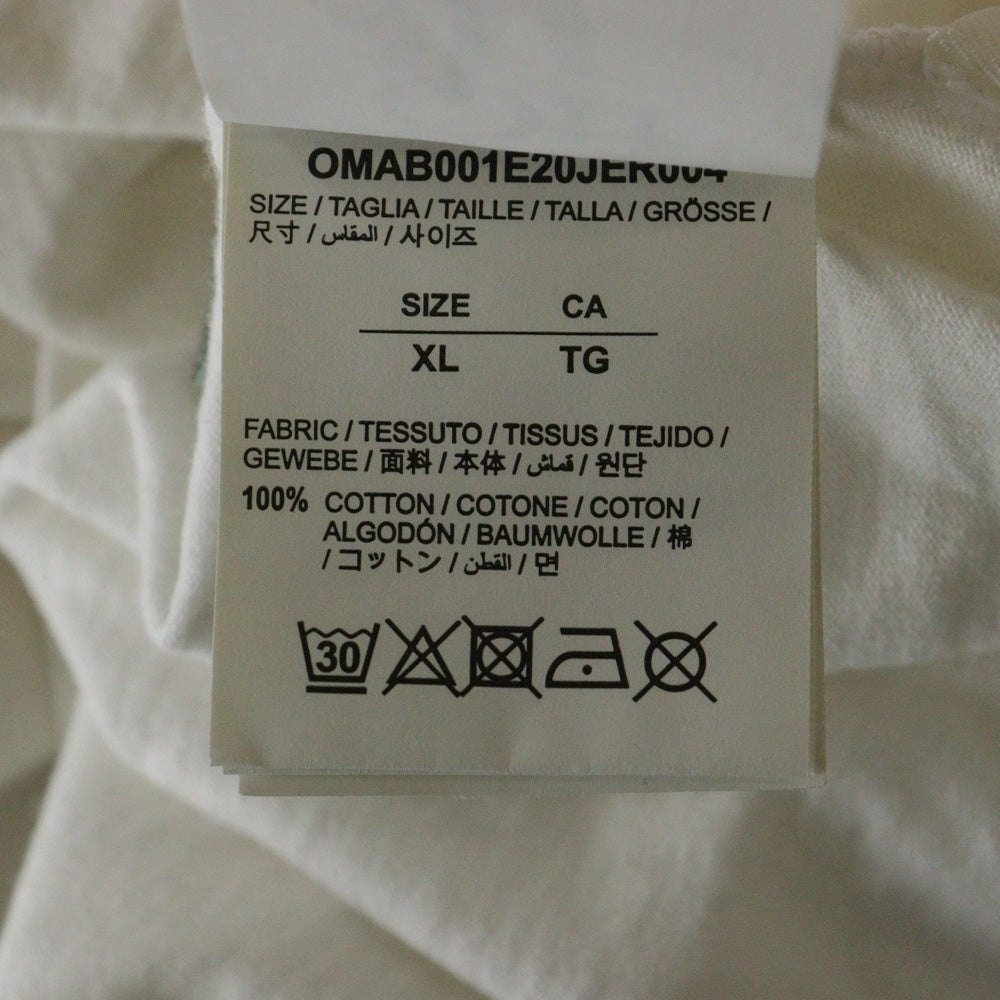 OMAB001E20JER004
SIZE / TAGLIA / TAILLE / TALLA / GRÖSSE /
尺寸 / المقاس / 사이즈
SIZE CA
XL TG
FABRIC / TESSUTO / TISSUS / TEJIDO /
GEWEBE / 面料 / 本体 / قماش / 원단
100% COTTON / COTONE / COTON /
ALGODÓN / BAUMWOLLE / 棉
/ コットン / القطن / 면
30